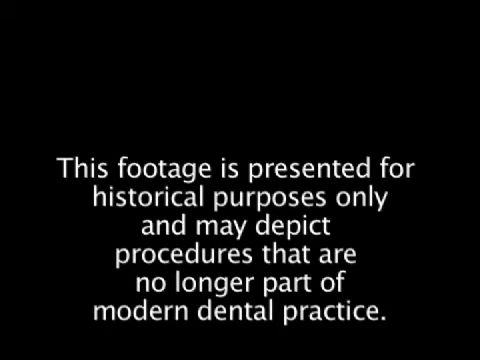 This footage is presented for
historical purposes only
and may depict
procedures that are
no longer part of
modern dental practice.